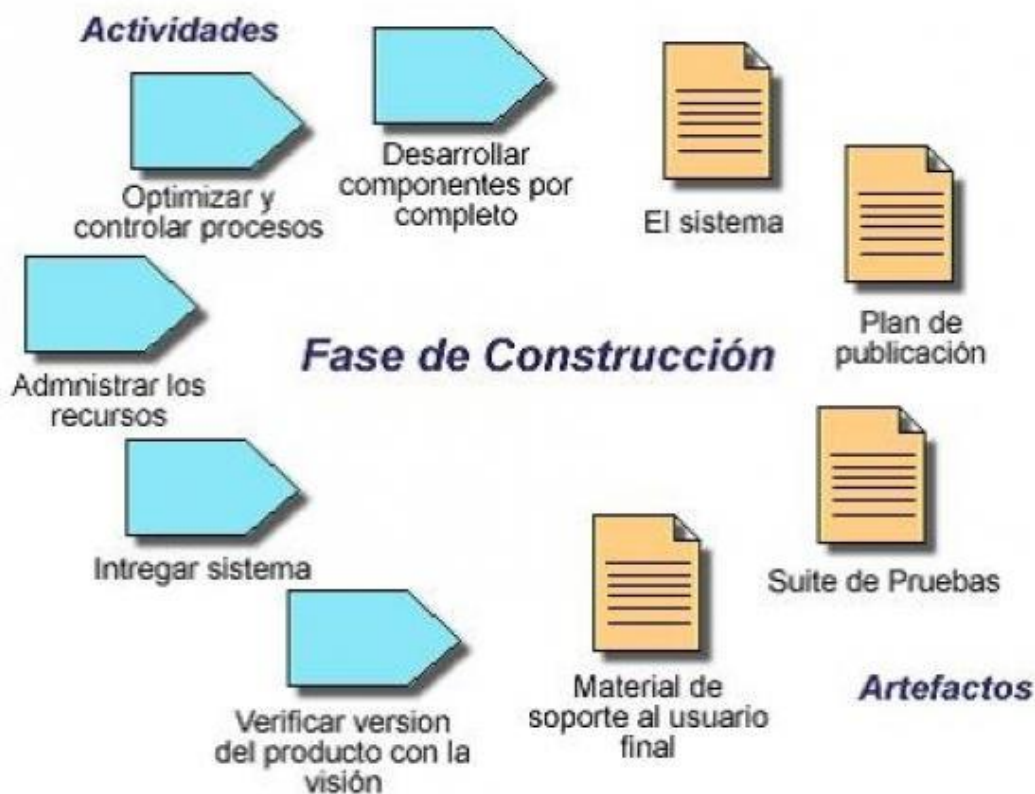 Actividades
Optimizar y
controlar procesos
Desarrollar
componentes por
completo
El sistema
Plan de
publicación
Fase de Construcción
Admnistrar los
recursos
Intregar sistema
Suite de Pruebas
Verificar version
del producto con la
visión
Material de
soporte al usuario
final
Artefactos